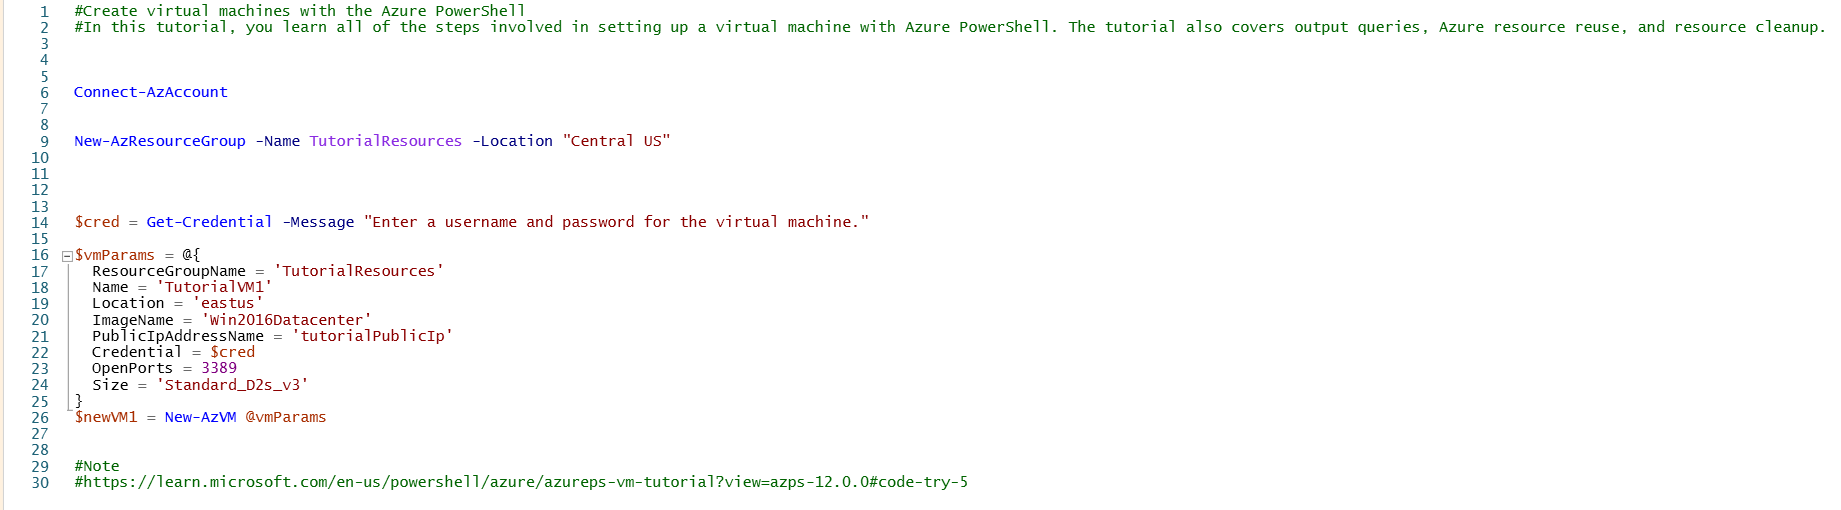 1 #Create virtual machines with the Azure PowerShell
2 #In this tutorial, you learn all of the steps involved in setting up a virtual machine with Azure PowerShell. The tutorial also covers output queries, Azure resource reuse, and resource cleanup.
3
4
5
6 Connect-AzAccount
7
8
9 New-AzResourceGroup -Name TutorialResources -Location "Central US"
10
11
12
13
14 $cred = Get-Credential -Message "Enter a username and password for the virtual machine."
15
16 $vmParams = @{
17   ResourceGroupName = 'TutorialResources'
18   Name = 'TutorialVM1'
19   Location = 'eastus'
20   ImageName = 'Win2016Datacenter'
21   PublicIpAddressName = 'tutorialPublicIp'
22   Credential = $cred
23   OpenPorts = 3389
24   Size = 'Standard_D2s_v3'
25 }
26 $newVM1 = New-AzVM @vmParams
27
28
29 #Note
30 #https://learn.microsoft.com/en-us/powershell/azure/azureps-vm-tutorial?view=azps-12.0.0#code-try-5